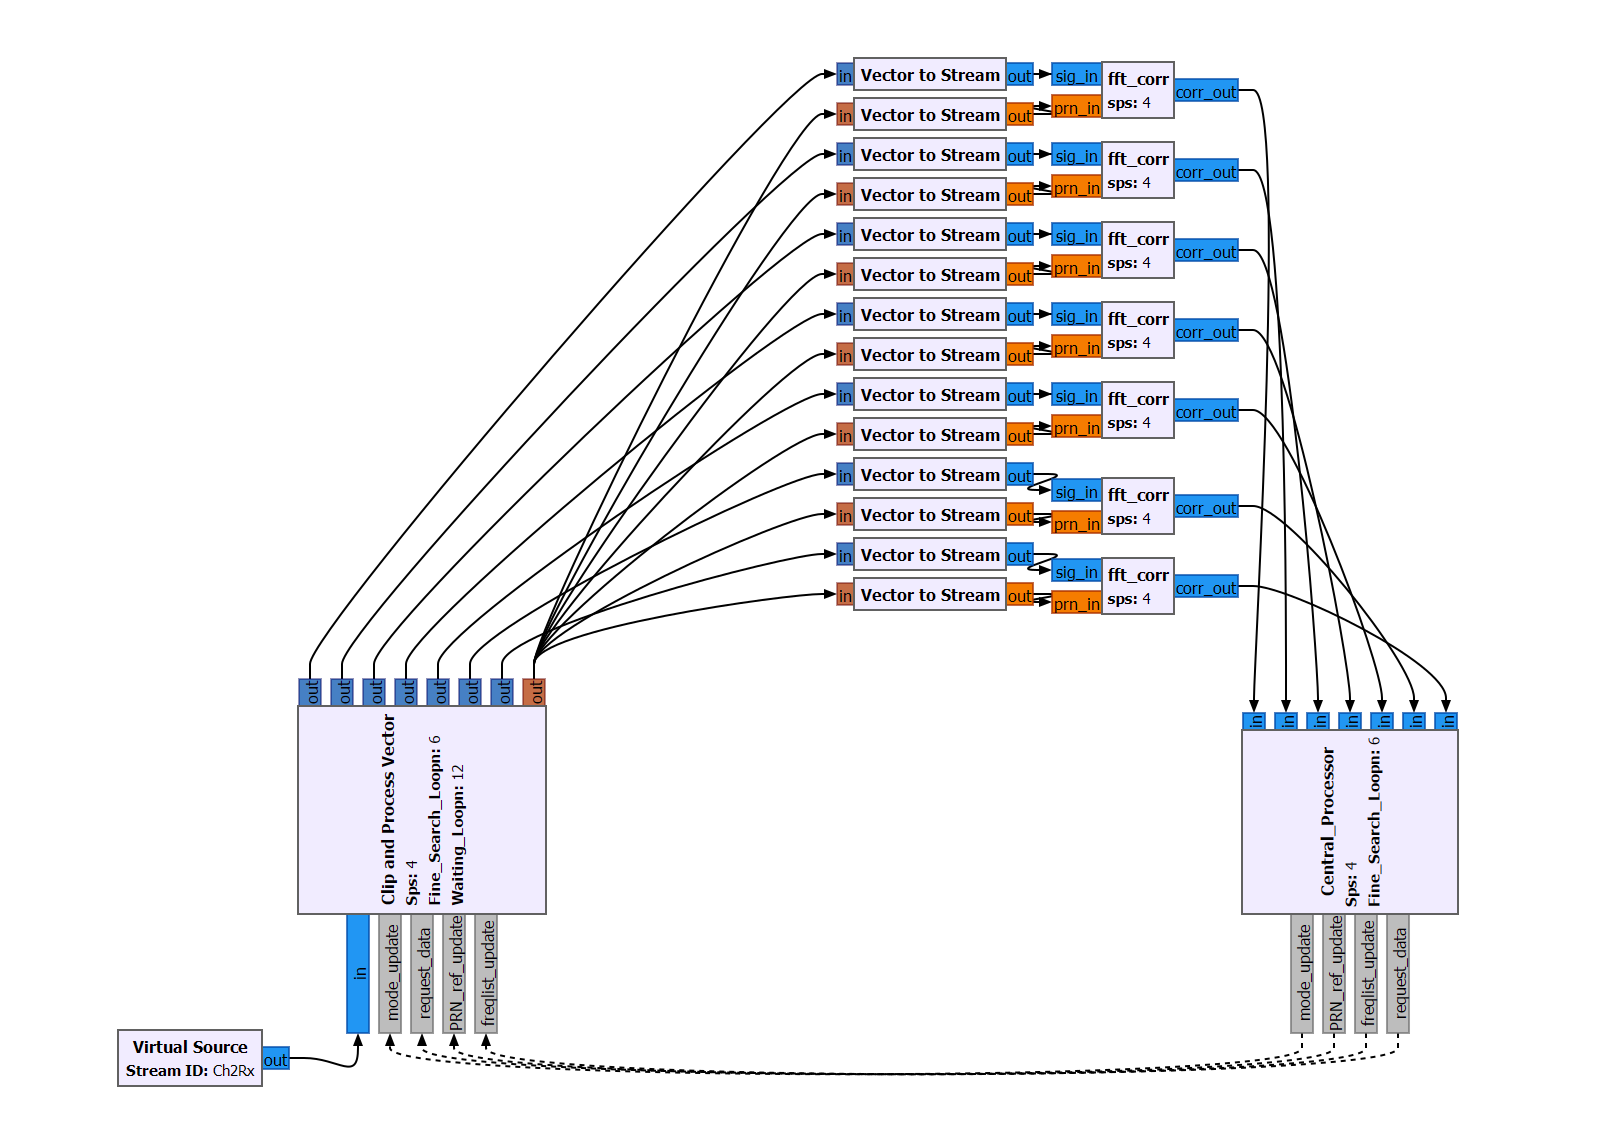 in Vector to Stream out sig_in fft_corr corr_out
in Vector to Stream out prn_in sps: 4
in Vector to Stream out sig_in fft_corr corr_out
in Vector to Stream out prn_in sps: 4
in Vector to Stream out sig_in fft_corr corr_out
in Vector to Stream out prn_in sps: 4
in Vector to Stream out sig_in fft_corr corr_out
in Vector to Stream out prn_in sps: 4
in Vector to Stream out sig_in fft_corr corr_out
in Vector to Stream out prn_in sps: 4
in Vector to Stream out sig_in fft_corr corr_out
in Vector to Stream out prn_in sps: 4
in Vector to Stream out sig_in fft_corr corr_out
in Vector to Stream out prn_in sps: 4
out out out out out out out out
Clip and Process Vector
Sps: 4
Fine_Search_Loopn: 6
Waiting_Loopn: 12
in
mode_update
request_data
PRN_ref_update
freqlist_update
Virtual Source
Stream ID: Ch2Rx
out
in in in in in in in
Central_Processor
Sps: 4
Fine_Search_Loopn: 6
mode_update
PRN_ref_update
freqlist_update
request_data